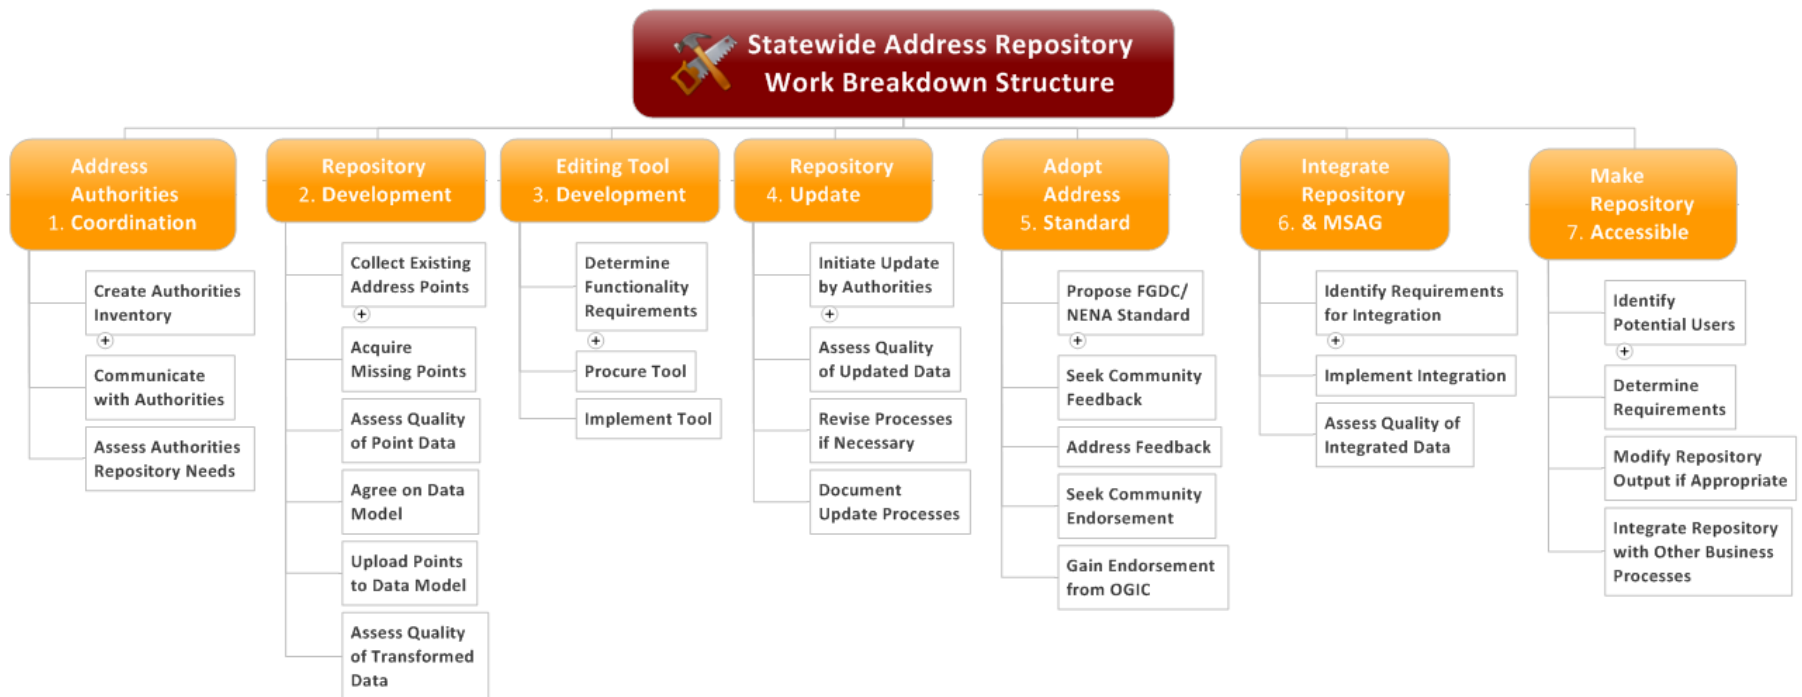 Statewide Address Repository
Work Breakdown Structure
Address
Authorities
1. Coordination
Create Authorities
Inventory
Communicate
with Authorities
Assess Authorities
Repository Needs
Repository
2. Development
Collect Existing
Address Points
Acquire
Missing Points
Assess Quality
of Point Data
Agree on Data
Model
Upload Points
to Data Model
Assess Quality
of Transformed
Data
Editing Tool
3. Development
Determine
Functionality
Requirements
Procure Tool
Implement Tool
Repository
4. Update
Initiate Update
by Authorities
Assess Quality
of Updated Data
Revise Processes
if Necessary
Document
Update Processes
Adopt
Address
5. Standard
Propose FGDC/
NENA Standard
Seek Community
Feedback
Address Feedback
Seek Community
Endorsement
Gain Endorsement
from OGIC
Integrate
Repository
6. & MSAG
Identify Requirements
for Integration
Implement Integration
Assess Quality of
Integrated Data
Make
Repository
7. Accessible
Identify
Potential Users
Determine
Requirements
Modify Repository
Output if Appropriate
Integrate Repository
with Other Business
Processes